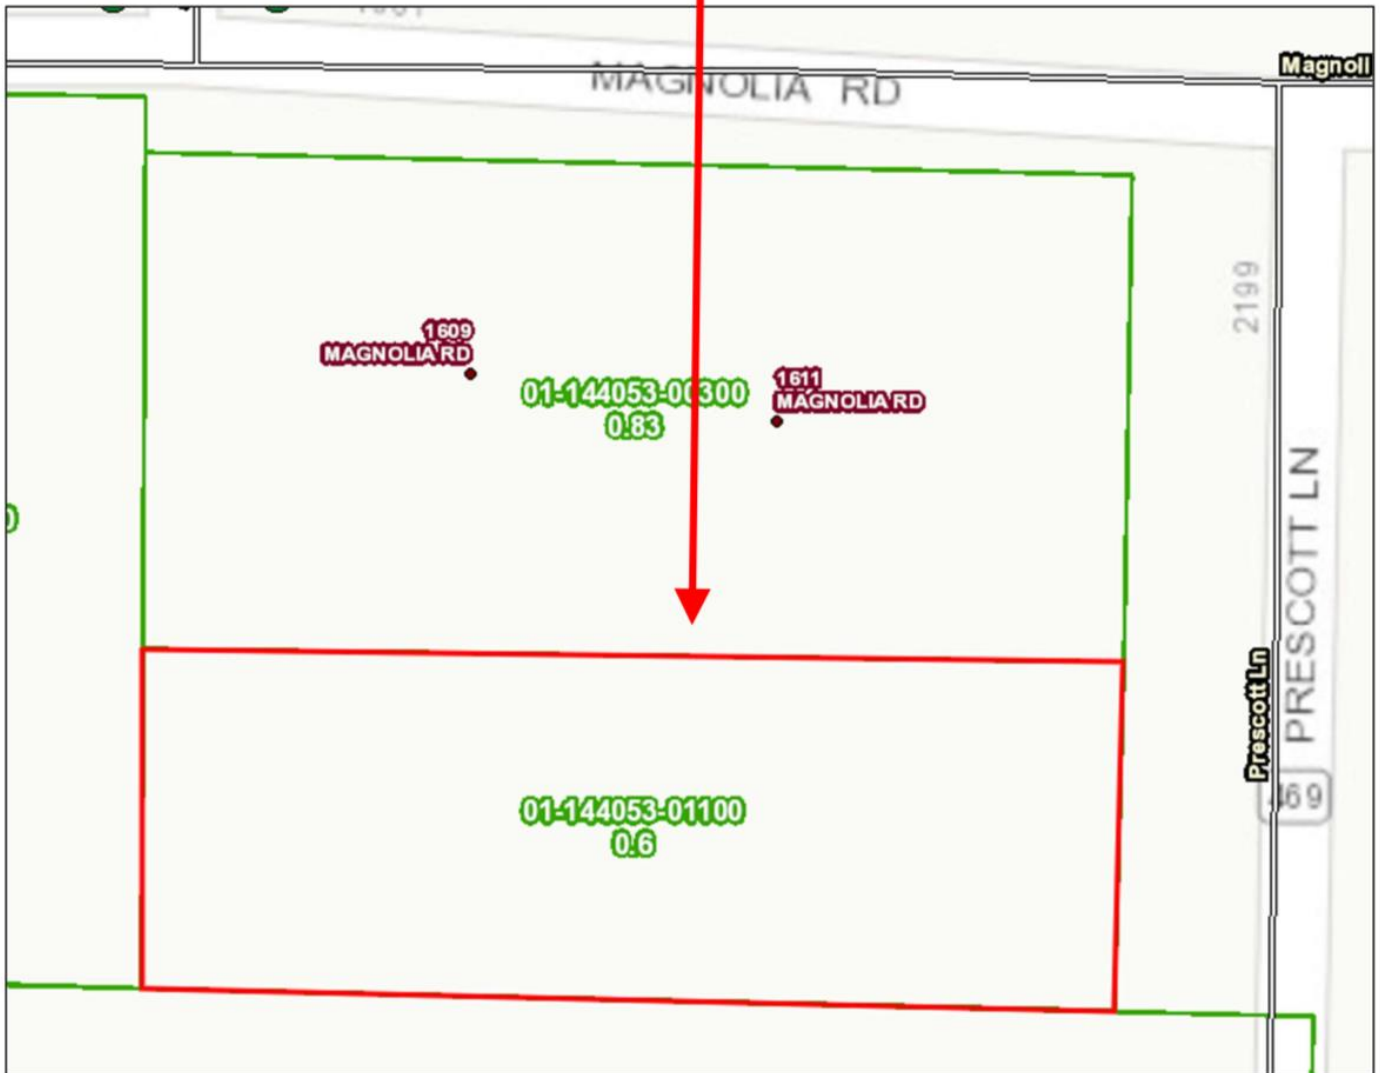 Magnoli
MAGNOLIA RD
2199
1609
MAGNOLIA RD
1611
MAGNOLIA RD
01-144053-00300
0.83
PRESCOTT LN
Prescott Ln
469
01-144053-01100
0.6